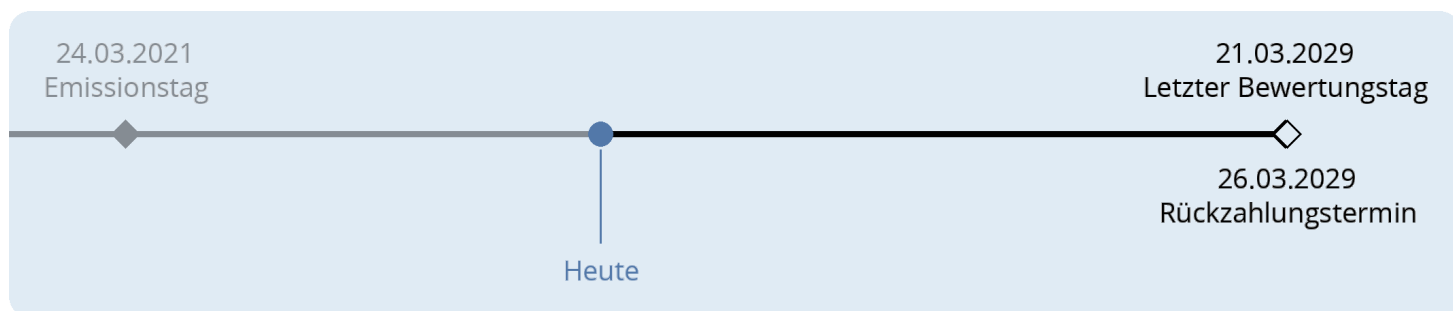 24.03.2021
Emissionstag
21.03.2029
Letzter Bewertungstag
26.03.2029
Rückzahlungstermin
Heute